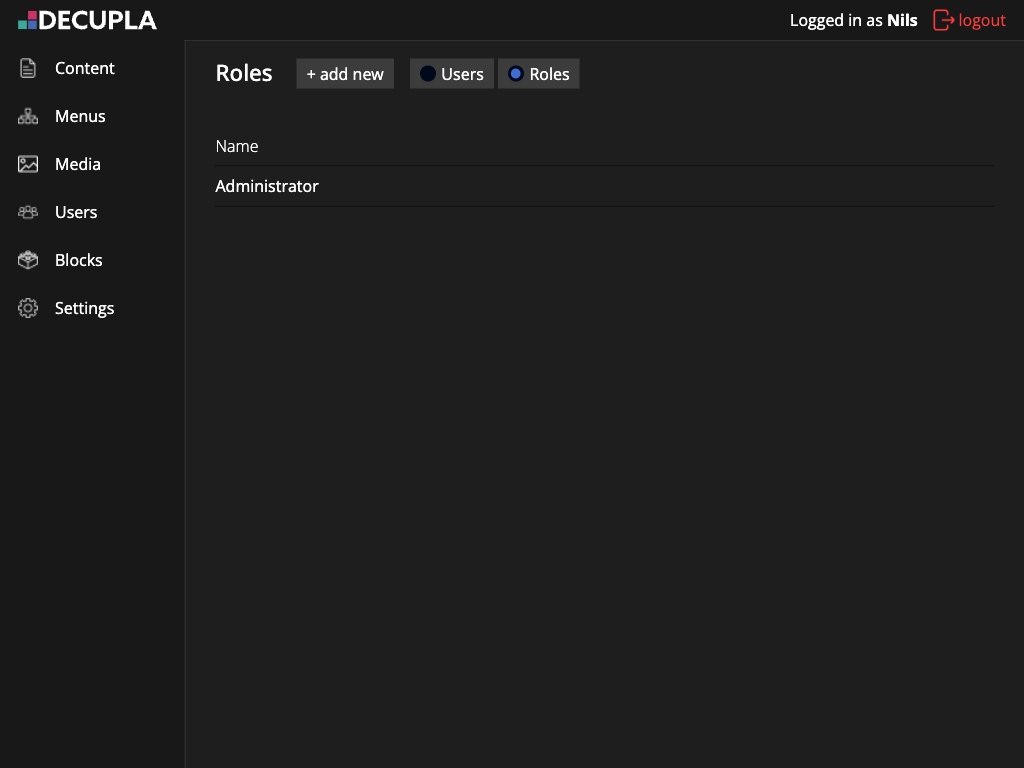 DECUPLA
Logged in as Nils
logout
Content
Menus
Media
Users
Blocks
Settings
Roles
+ add new
Users
Roles
Name
Administrator